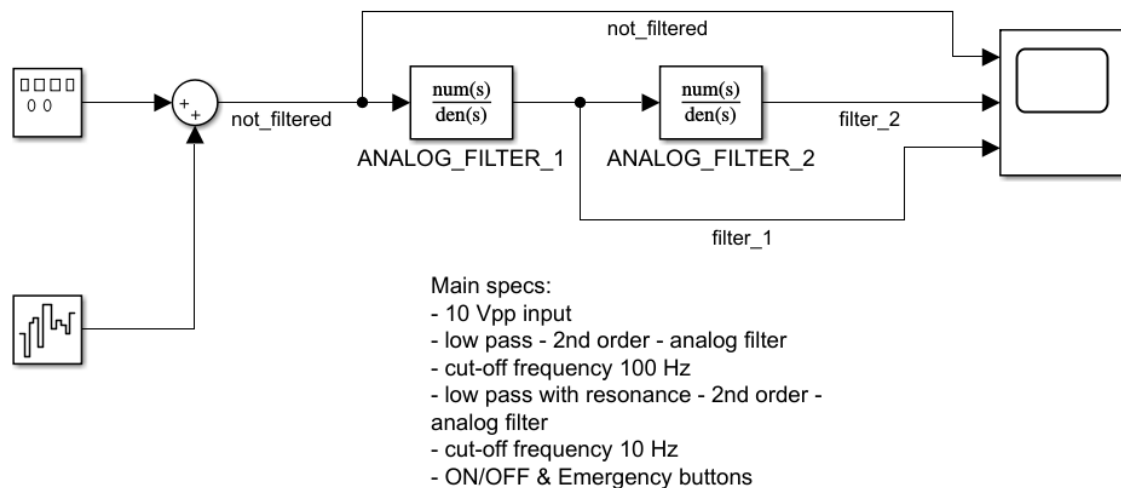 not_filtered
not_filtered
num(s)
den(s)
ANALOG_FILTER_1
num(s)
den(s)
ANALOG_FILTER_2
filter_2
filter_1
Main specs:
- 10 Vpp input
- low pass - 2nd order - analog filter
- cut-off frequency 100 Hz
- low pass with resonance - 2nd order -
analog filter
- cut-off frequency 10 Hz
- ON/OFF & Emergency buttons